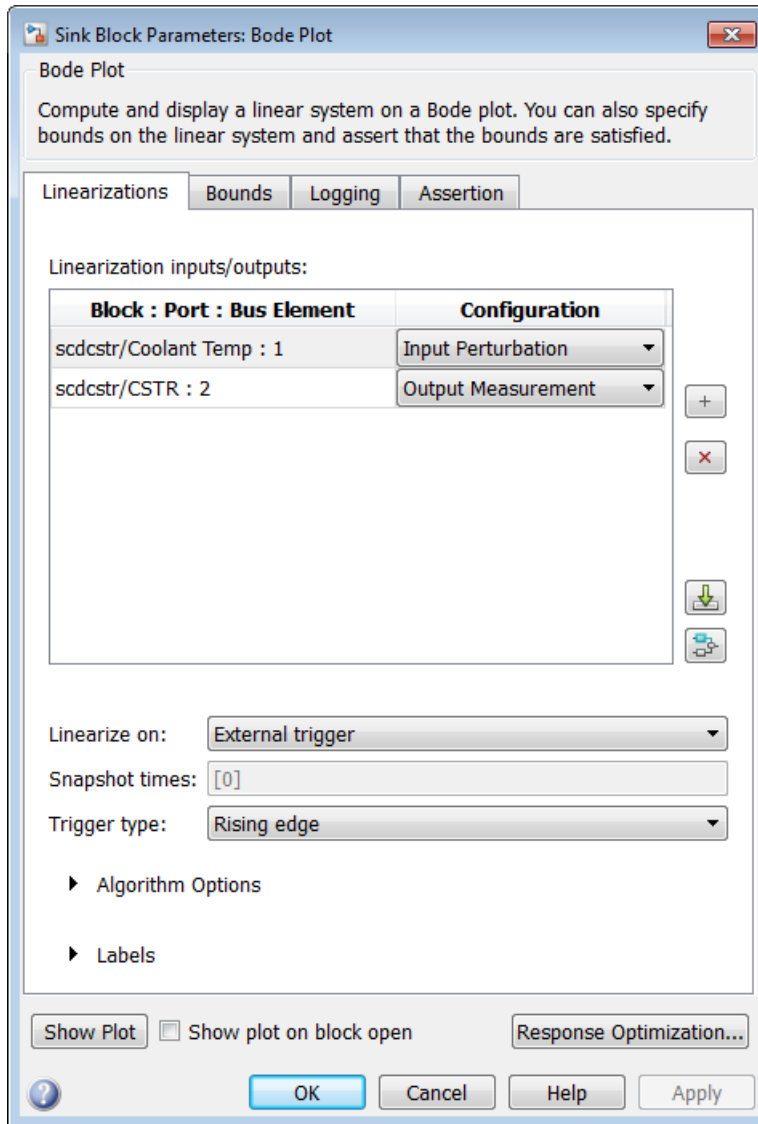 Sink Block Parameters: Bode Plot
Bode Plot
Compute and display a linear system on a Bode plot. You can also specify
bounds on the linear system and assert that the bounds are satisfied.
Linearizations Bounds Logging Assertion
Linearization inputs/outputs:
Block : Port : Bus Element Configuration
scdcstr/Coolant Temp : 1 Input Perturbation
scdcstr/CSTR : 2 Output Measurement
Linearize on: External trigger
Snapshot times: [0]
Trigger type: Rising edge
Algorithm Options
Labels
Show Plot Show plot on block open Response Optimization...
OK Cancel Help Apply